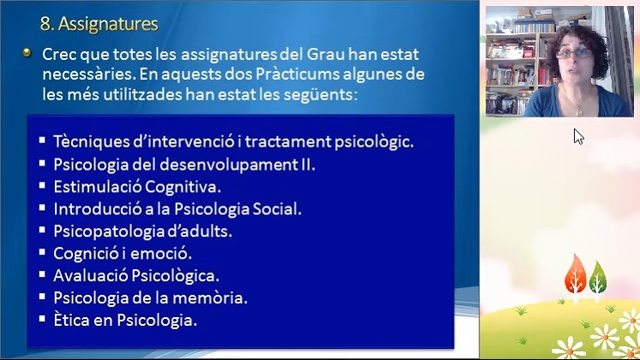 8. Assignatures
Crec que totes les assignatures del Grau han estat
necessàries. En aquests dos Pràcticums algunes de
les més utilitzades han estat les següents:
Tècniques d'intervenció i tractament psicològic.
Psicologia del desenvolupament II.
Estimulació Cognitiva.
Introducció a la Psicologia Social.
Psicopatologia d'adults.
Cognició i emoció.
Avaluació Psicològica.
Psicologia de la memòria.
Ètica en Psicologia.